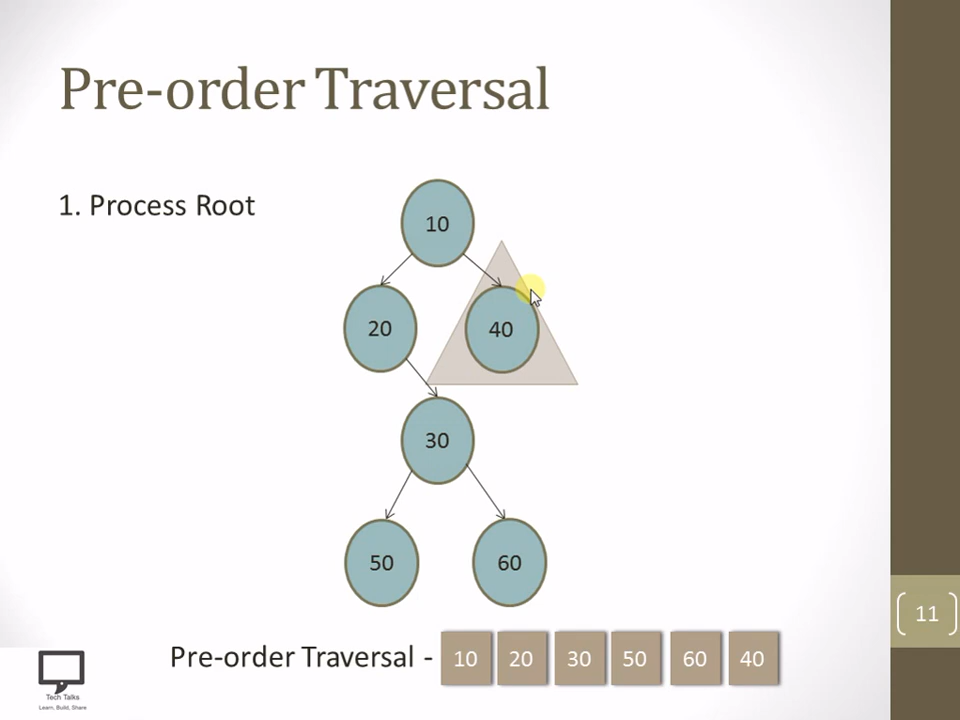 Pre-order Traversal
1. Process Root
10
20
40
30
50
60
11
Pre-order Traversal - 10 20 30 50 60 40
Tech Talks
Learn, Build, Share